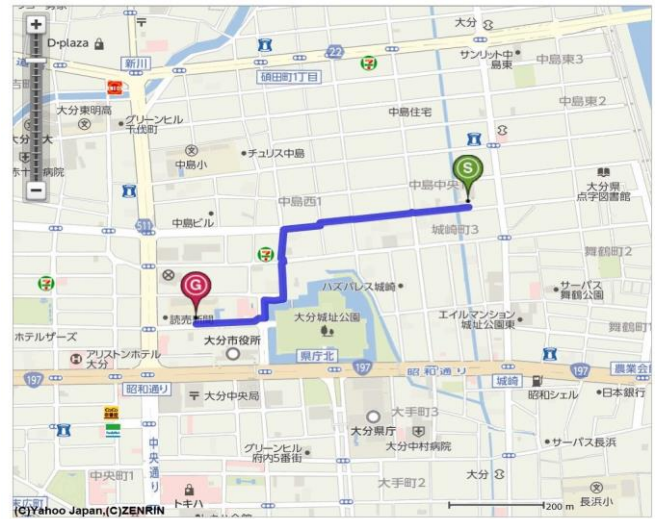 大分
D-plaza
サンリット中
島東
中島東3
新川
22
碩田町1丁目
中島東2
大分東明高
グリーンヒル
千代町
中島住宅
大分
中島小
チュリス中島
病院
S
中島中央
大分県
点字図書館
中島西1
中島ビル
511
城崎町3
舞鶴町2
G
ハズパレス城崎
サーパス
舞鶴公園
読売新聞
大分城址公園
エイルマンション
城址公園東
舞鶴町
ホテルザーズ
大分市役所
アリストンホテル
大分
県庁北
昭和通り
農業会
197
197
197
昭和通り
城崎
昭和シェル
日本銀行
大分中央局
大手町3
大分県庁
大分中村病院
中央通り
グリーンヒル
府内5番街
サーパス長浜
中央町1
大手町2
大分
トキハ
長浜小
200 m
(C)Yahoo Japan,(C)ZENRIN